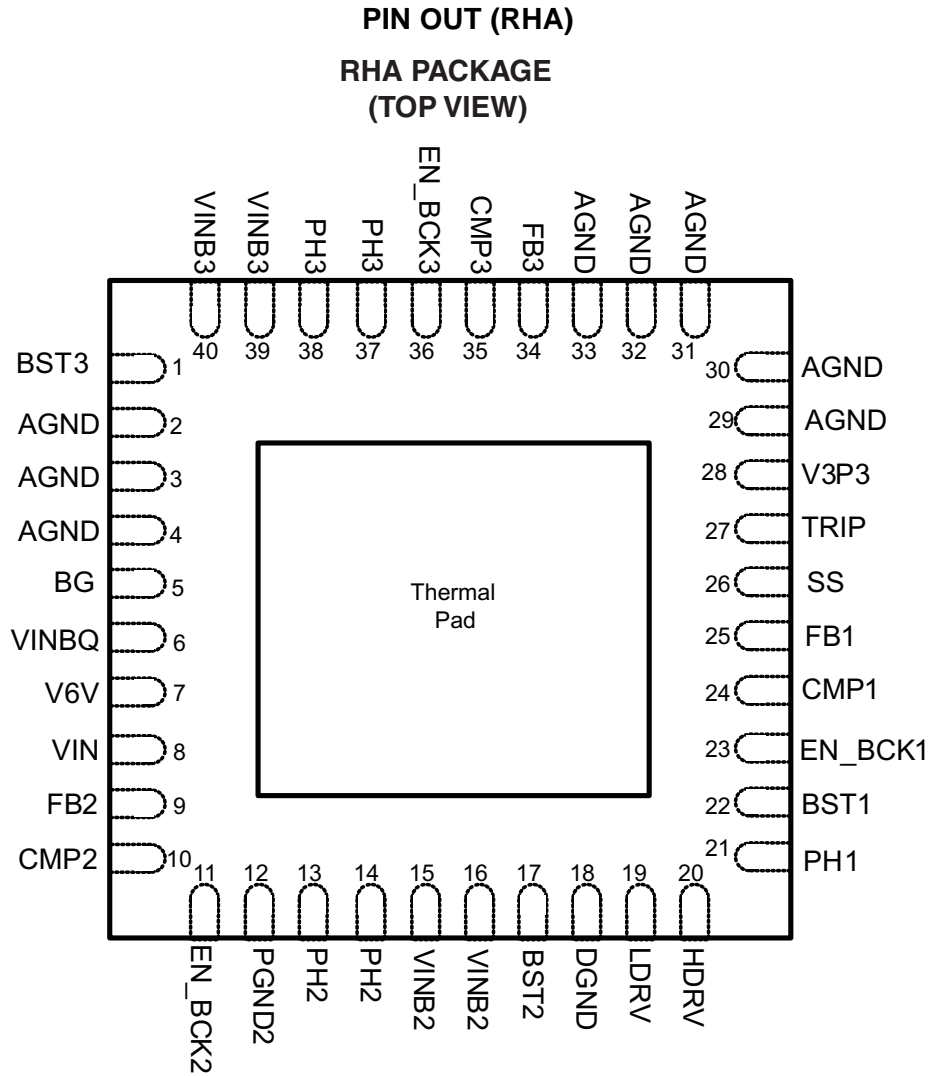 PIN OUT (RHA)
RHA PACKAGE
(TOP VIEW)
VINB3
VINB3
PH3
PH3
EN_BCK3
CMP3
FB3
AGND
AGND
AGND
40
39
38
37
36
35
34
33
32
31
BST3 1
AGND 2
AGND 3
AGND 4
BG 5
VINBQ 6
V6V 7
VIN 8
FB2 9
CMP2 10
Thermal
Pad
30 AGND
29 AGND
28 V3P3
27 TRIP
26 SS
25 FB1
24 CMP1
23 EN_BCK1
22 BST1
21 PH1
11
12
13
14
15
16
17
18
19
20
EN_BCK2
PGND2
PH2
PH2
VINB2
VINB2
BST2
DGND
LDRV
HDRV